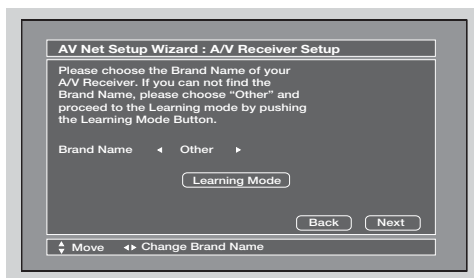 AV Net Setup Wizard : A/V Receiver Setup
Please choose the Brand Name of your
A/V Receiver. If you can not find the
Brand Name, please choose “Other” and
proceed to the Learning mode by pushing
the Learning Mode Button.
Brand Name ◂ Other ▸
Learning Mode
Back Next
Move Change Brand Name